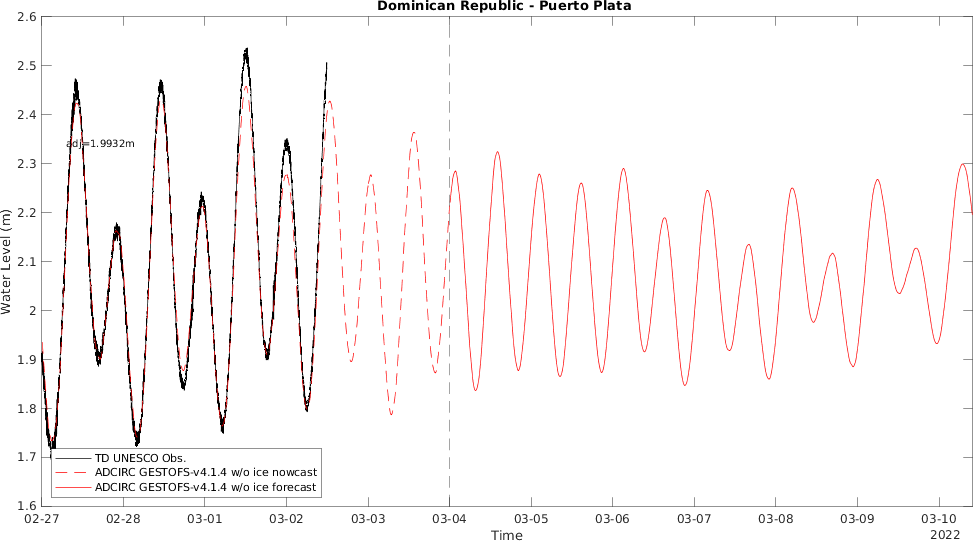 Dominican Republic - Puerto Plata
Water Level (m)
2.6
2.5
2.4
2.3
2.2
2.1
2
1.9
1.8
1.7
1.6
adj=1.9932m
TD UNESCO Obs.
ADCIRC GESTOFS-v4.1.4 w/o ice nowcast
ADCIRC GESTOFS-v4.1.4 w/o ice forecast
02-27 02-28 03-01 03-02 03-03 03-04 03-05 03-06 03-07 03-08 03-09 03-10
2022
Time